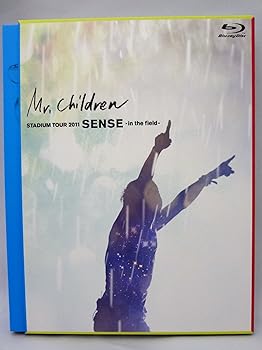 Blu-ray Disc
Mr. Children
STADIUM TOUR 2011 SENSE -in the field-